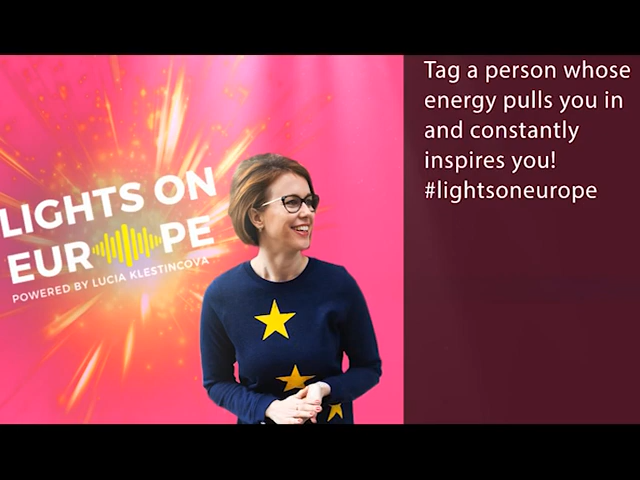 LIGHTS ON
EUROPE
POWERED BY LUCIA KLESTINCOVA
Tag a person whose
energy pulls you in
and constantly
inspires you!
#lightsoneurope